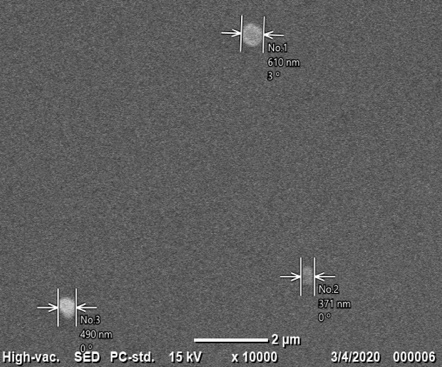 No.1
610 nm
3 °
No.2
371 nm
0 °
No.3
490 nm
0 °
2 µm
High-vac. SED PC-std. 15 kV x 10000 3/4/2020 000006